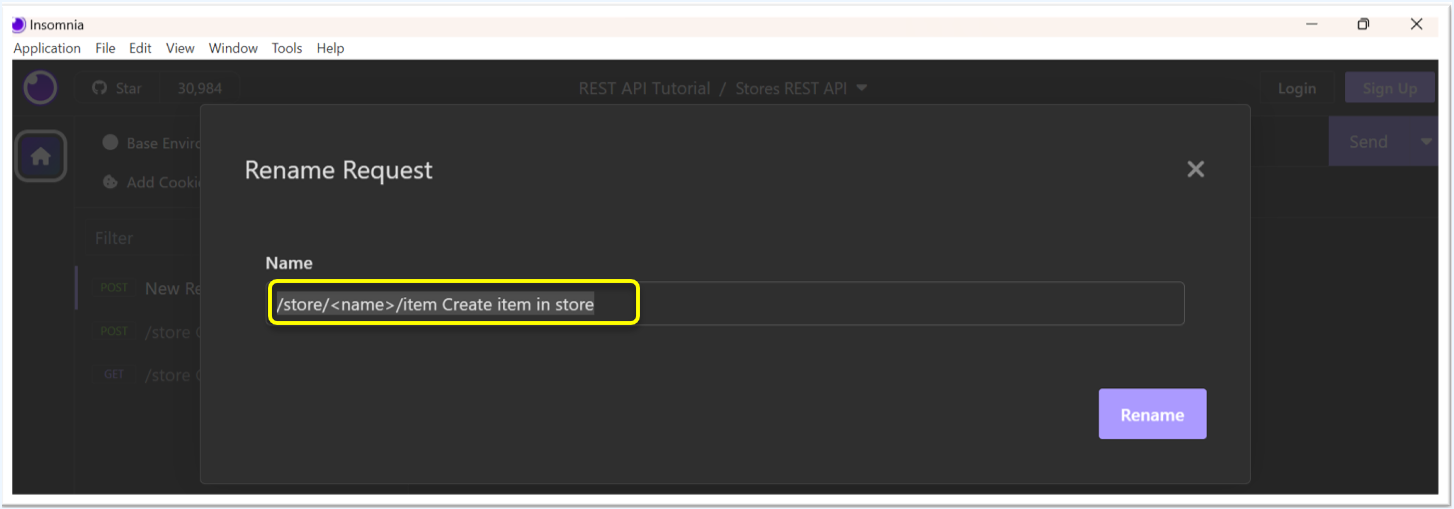 Insomnia
Application File Edit View Window Tools Help
Star 30,984 REST API Tutorial / Stores REST API Login Sign Up
Base Enviro
Add Cooki
Send
Rename Request
Filter
Name
POST New Re
/store/<name>/item Create item in store
POST /store
GET /store
Rename